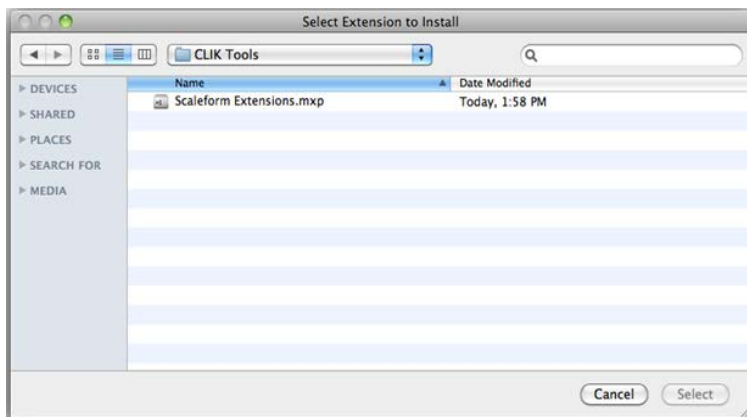 Select Extension to Install
CLIK Tools
DEVICES
SHARED
PLACES
SEARCH FOR
MEDIA
Name Date Modified
Scaleform Extensions.mxp Today, 1:58 PM
Cancel Select